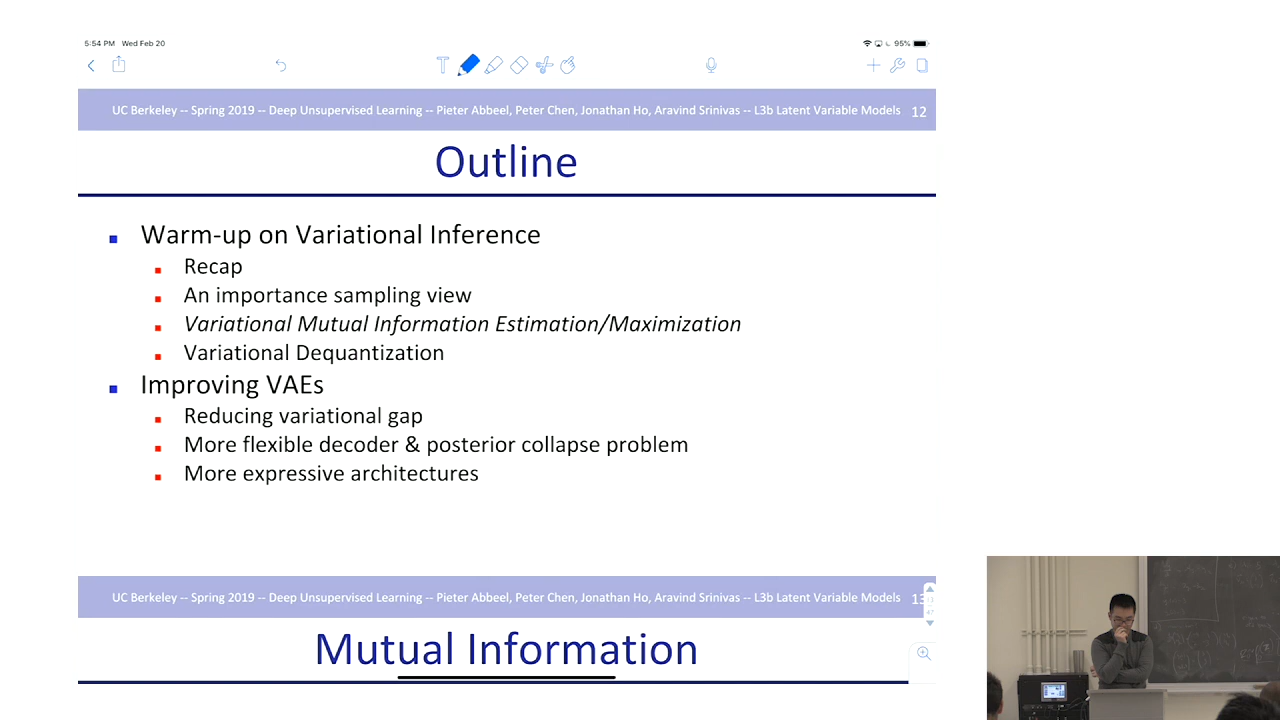 5:54 PM Wed Feb 20
95%
UC Berkeley -- Spring 2019 -- Deep Unsupervised Learning -- Pieter Abbeel, Peter Chen, Jonathan Ho, Aravind Srinivas -- L3b Latent Variable Models 12
Outline
Warm-up on Variational Inference
Recap
An importance sampling view
Variational Mutual Information Estimation/Maximization
Variational Dequantization
Improving VAEs
Reducing variational gap
More flexible decoder & posterior collapse problem
More expressive architectures
UC Berkeley -- Spring 2019 -- Deep Unsupervised Learning -- Pieter Abbeel, Peter Chen, Jonathan Ho, Aravind Srinivas -- L3b Latent Variable Models 13
Mutual Information